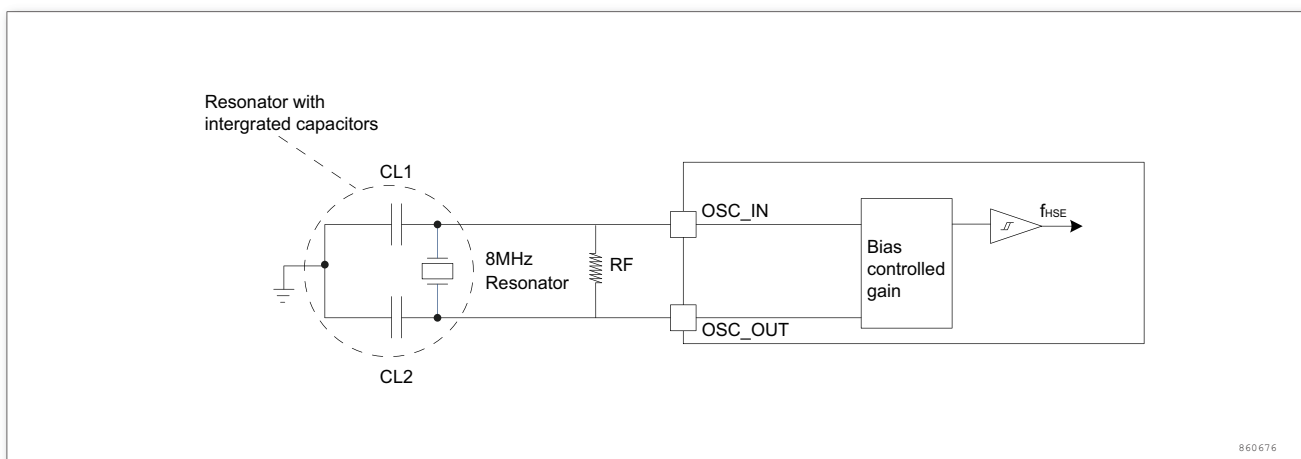 Resonator with
intergrated capacitors
CL1
OSC_IN
fHSE
8MHz
Resonator
RF
Bias
controlled
gain
OSC_OUT
CL2
860676